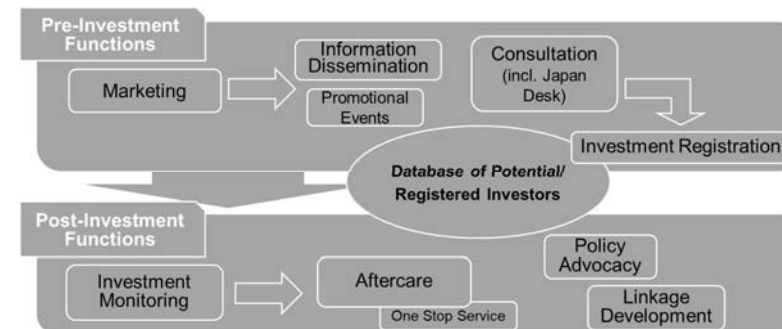 Pre-Investment
Functions
Marketing
Information
Dissemination
Promotional
Events
Consultation
(incl. Japan
Desk)
Investment Registration
Database of Potential/
Registered Investors
Post-Investment
Functions
Investment
Monitoring
Aftercare
One Stop Service
Policy
Advocacy
Linkage
Development